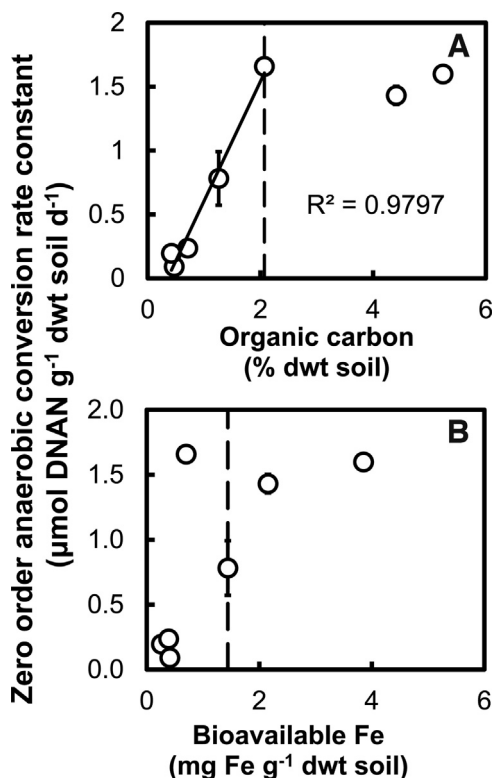 Zero order anaerobic conversion rate constant
(µmol DNAN g⁻¹ dwt soil d⁻¹)
A
2
1.5
1
0.5
0
R² = 0.9797
0 2 4 6
Organic carbon
(% dwt soil)
B
2.0
1.5
1.0
0.5
0.0
0 2 4 6
Bioavailable Fe
(mg Fe g⁻¹ dwt soil)